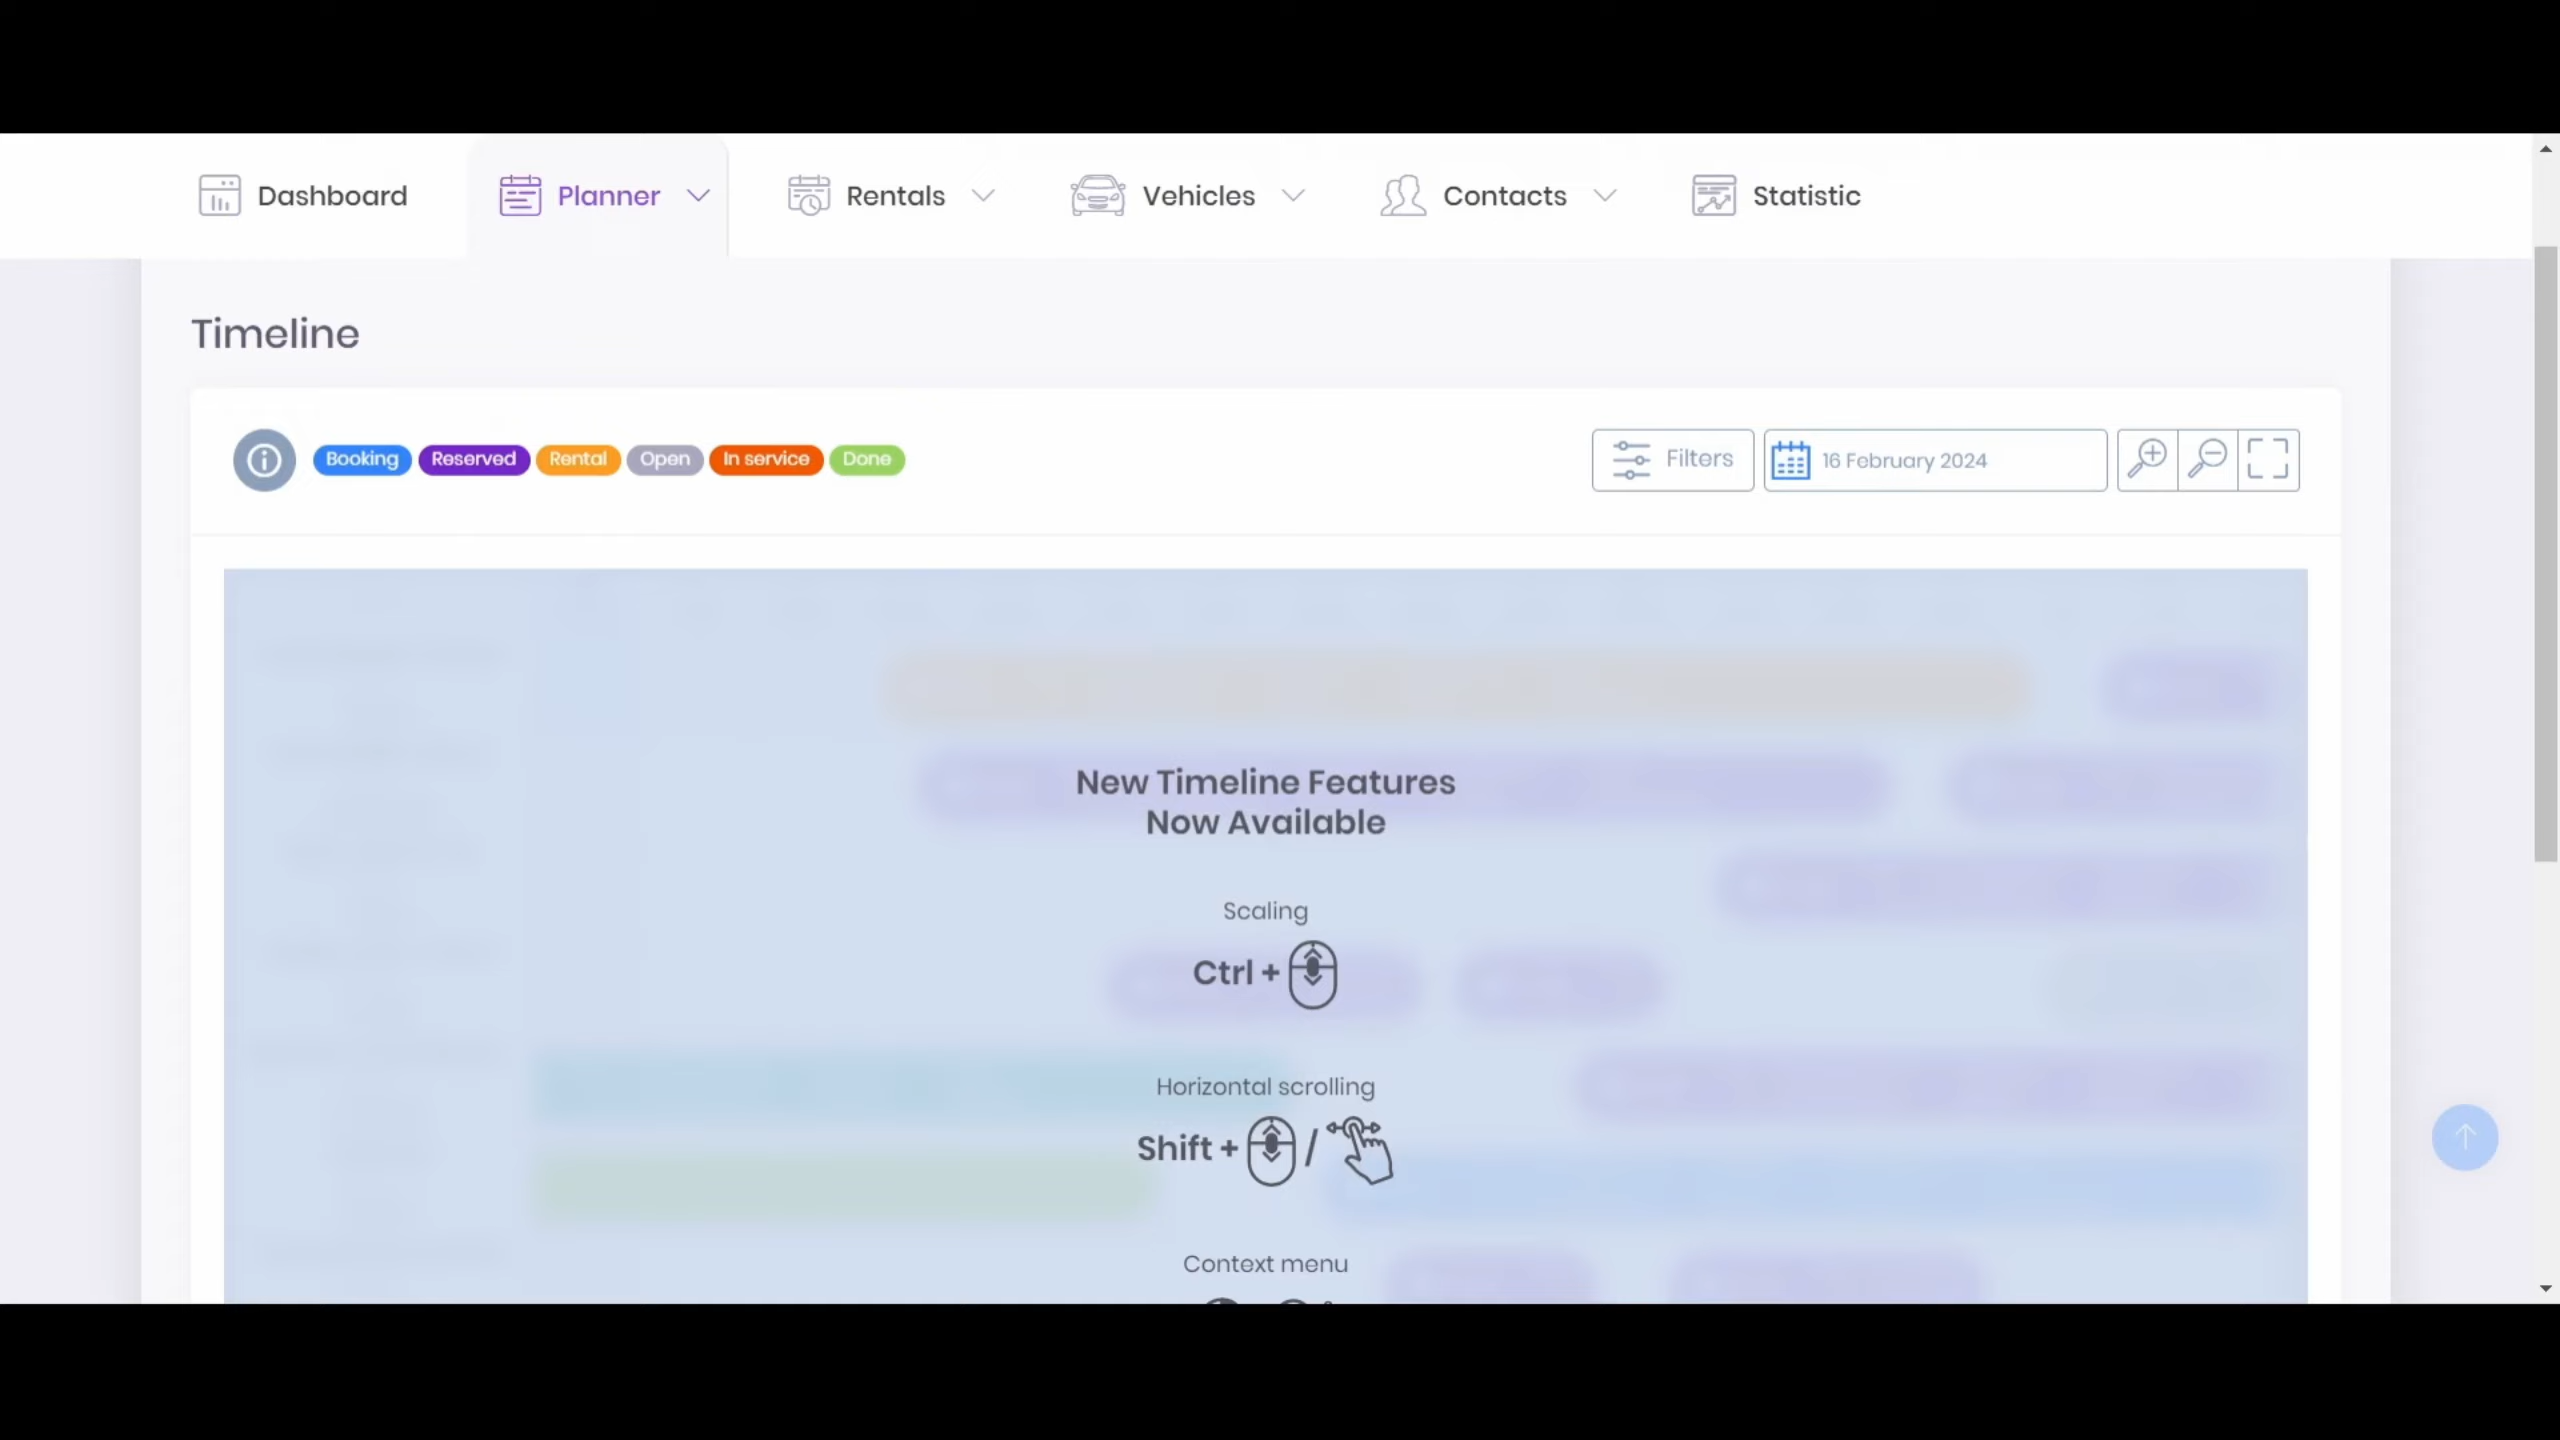 Dashboard
Planner
Rentals
Vehicles
Contacts
Statistic
Timeline
Booking
Reserved
Rental
Open
In service
Done
Filters
16 February 2024
New Timeline Features
Now Available
Scaling
Ctrl +
Horizontal scrolling
Shift + /
Context menu